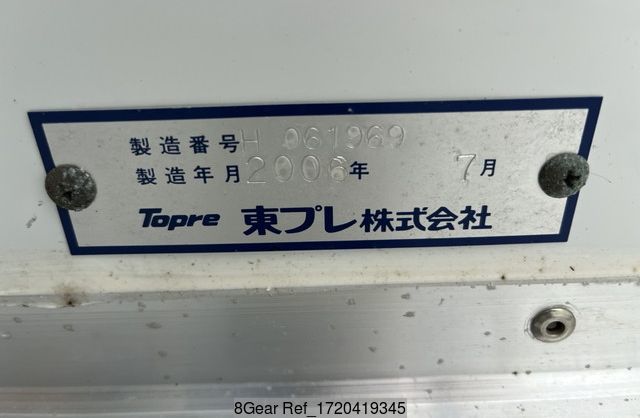 製造番号 H 061969
製造年月 2006年 7月
Topre 東プレ株式会社
8Gear Ref_1720419345